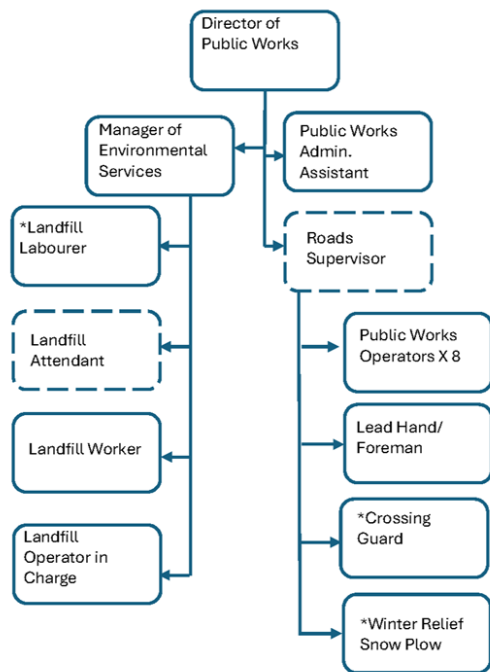 Director of
Public Works
Manager of
Environmental
Services
Public Works
Admin.
Assistant
*Landfill
Labourer
Roads
Supervisor
Landfill
Attendant
Public Works
Operators X 8
Landfill Worker
Lead Hand/
Foreman
Landfill
Operator in
Charge
*Crossing
Guard
*Winter Relief
Snow Plow